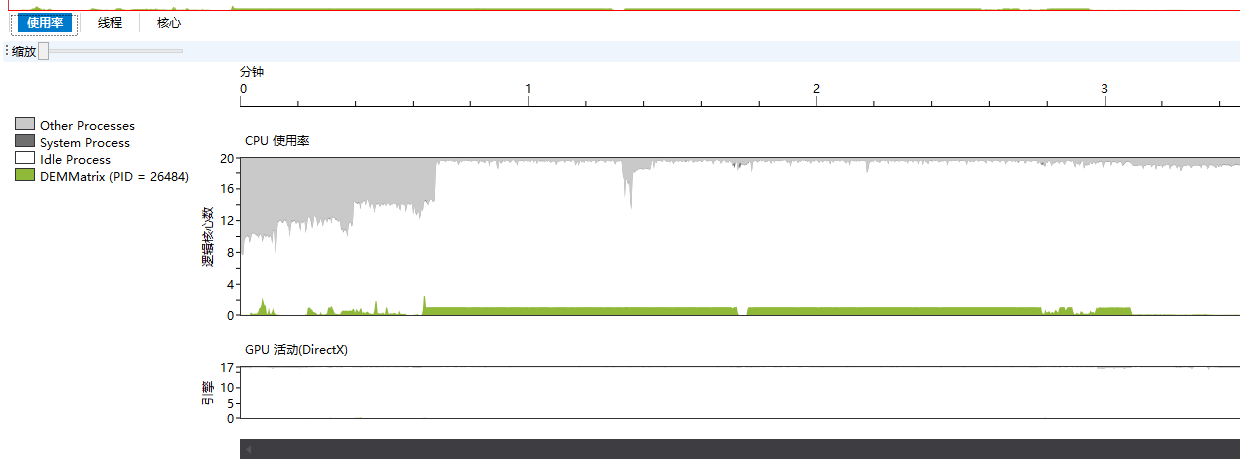 使用率 线程 核心
缩放
分钟
0 1 2 3
Other Processes
System Process
Idle Process
DEMMatrix (PID = 26484)
CPU 使用率
逻辑核心数
20
16
12
8
4
0
GPU 活动(DirectX)
引擎
17
10
5
0